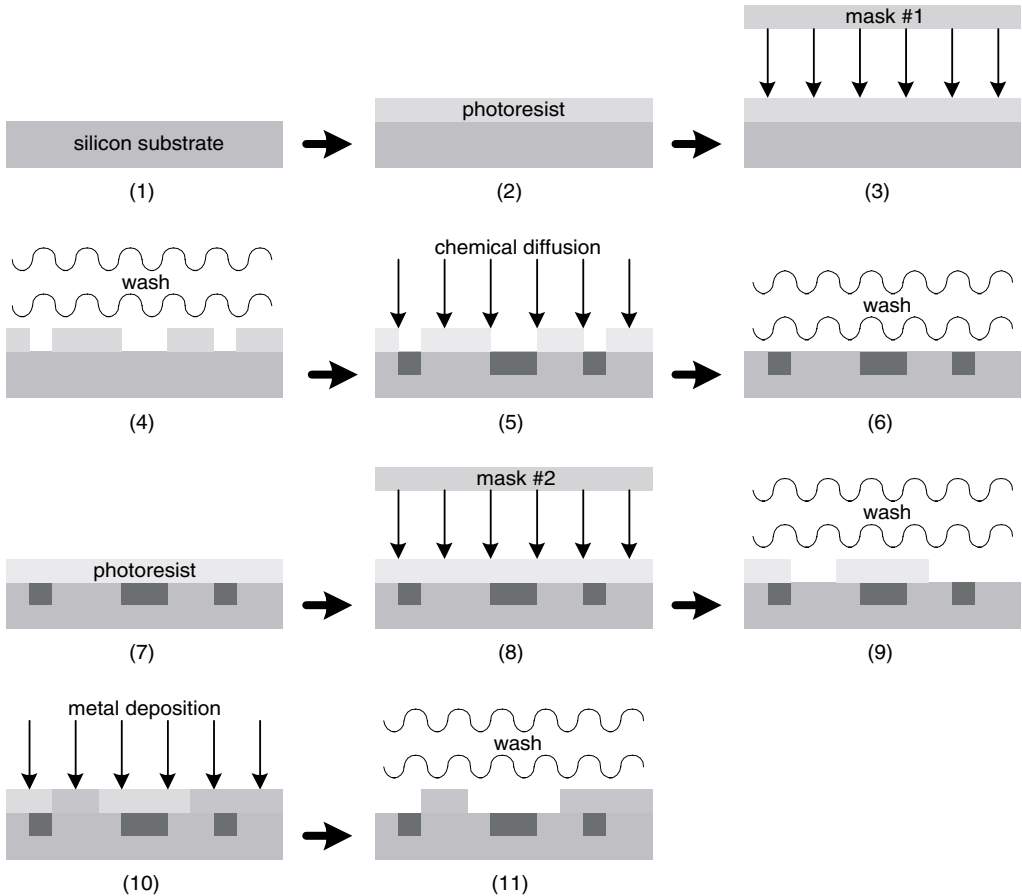 mask #1
photoresist
silicon substrate
(1)
(2)
(3)
wash
chemical diffusion
wash
(4)
(5)
(6)
photoresist
mask #2
wash
(7)
(8)
(9)
metal deposition
wash
(10)
(11)